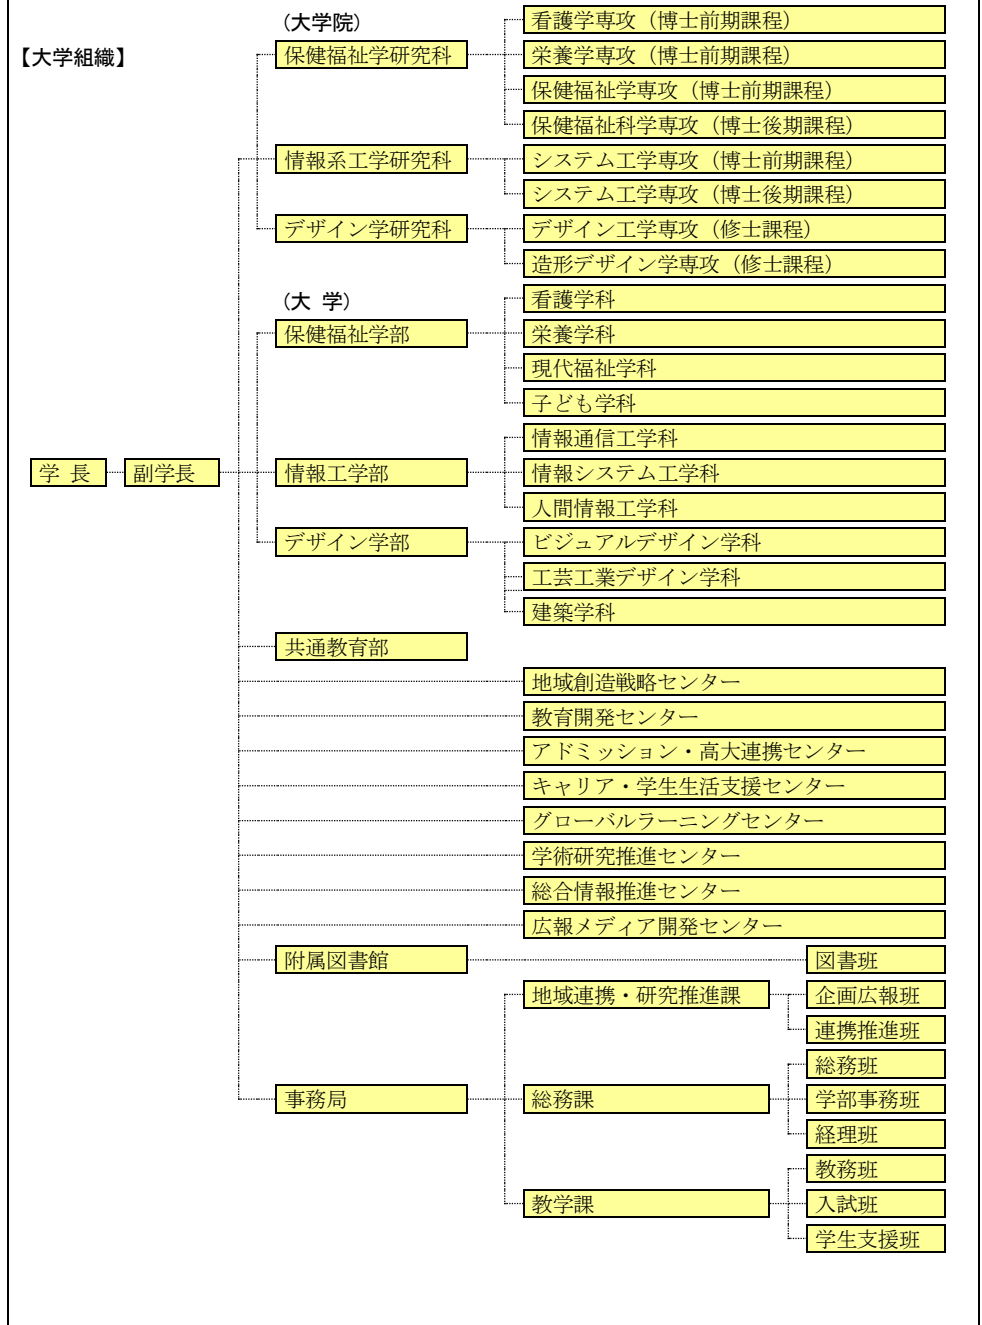 （大学院）
【大学組織】
保健福祉学研究科
看護学専攻（博士前期課程）
栄養学専攻（博士前期課程）
保健福祉学専攻（博士前期課程）
保健福祉科学専攻（博士後期課程）
情報系工学研究科
システム工学専攻（博士前期課程）
システム工学専攻（博士後期課程）
デザイン学研究科
デザイン工学専攻（修士課程）
造形デザイン学専攻（修士課程）
（大 学）
保健福祉学部
看護学科
栄養学科
現代福祉学科
子ども学科
学 長
副学長
情報工学部
情報通信工学科
情報システム工学科
人間情報工学科
デザイン学部
ビジュアルデザイン学科
工芸工業デザイン学科
建築学科
共通教育部
地域創造戦略センター
教育開発センター
アドミッション・高大連携センター
キャリア・学生生活支援センター
グローバルラーニングセンター
学術研究推進センター
総合情報推進センター
広報メディア開発センター
附属図書館
図書班
事務局
地域連携・研究推進課
企画広報班
連携推進班
総務課
総務班
学部事務班
経理班
教学課
教務班
入試班
学生支援班